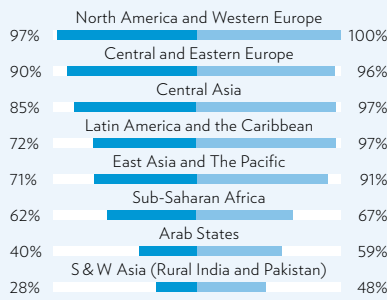 North America and Western Europe
97% 100%
Central and Eastern Europe
90% 96%
Central Asia
85% 97%
Latin America and the Caribbean
72% 97%
East Asia and The Pacific
71% 91%
Sub-Saharan Africa
62% 67%
Arab States
40% 59%
S & W Asia (Rural India and Pakistan)
28% 48%